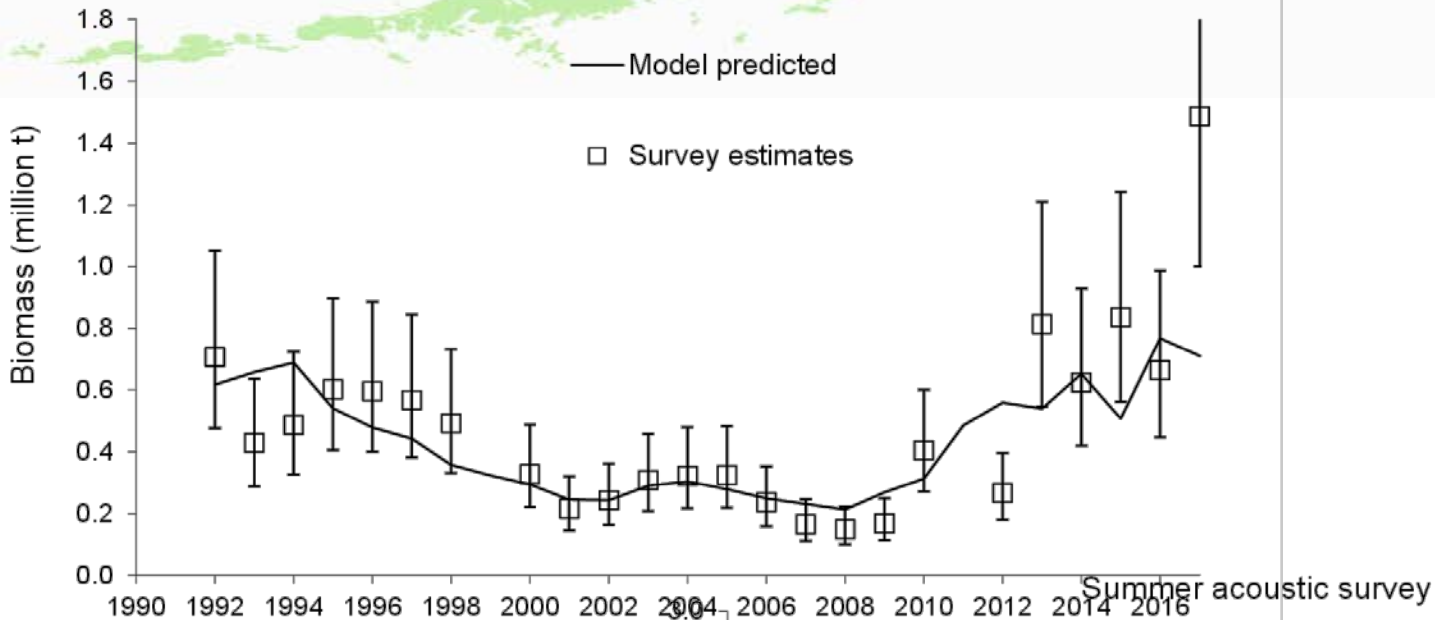 1.8
Model predicted
1.6
1.4
Survey estimates
1.2
1.0
0.8
0.6
0.4
0.2
0.0
Biomass (million t)
1990 1992 1994 1996 1998 2000 2002 2004 2006 2008 2010 2012 2014 2016
3.0
Summer acoustic survey